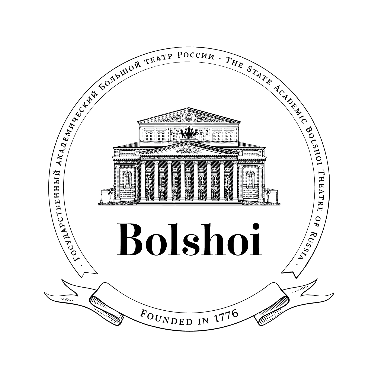 Государственный академический Большой театр России · The State Academic Bolshoi Theatre of Russia ·
Bolshoi
Founded in 1776